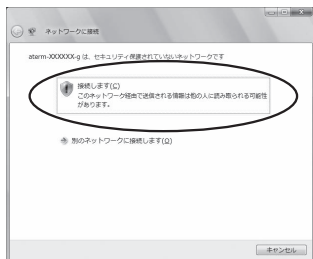 ネットワークに接続
aterm-XXXXXX-g は、セキュリティ保護されていないネットワークです
接続します(C)
このネットワーク経由で送信される情報は他の人に読み取られる可能性
があります。
別のネットワークに接続します(O)
キャンセル